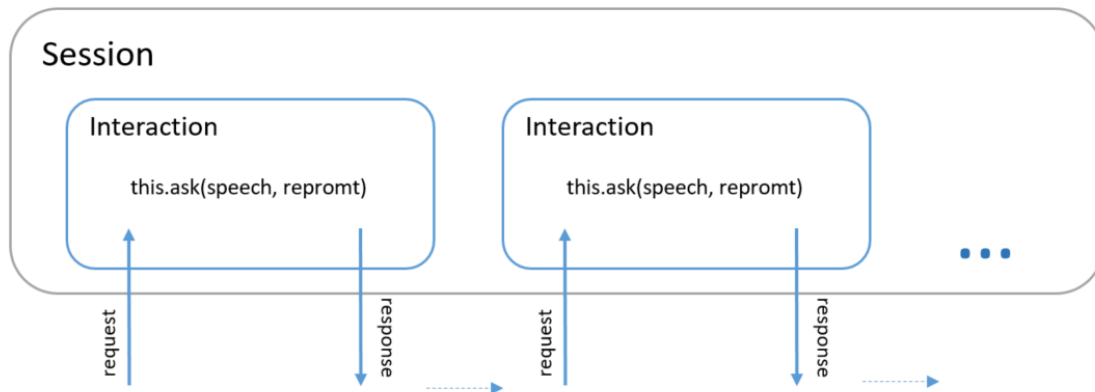 Session
Interaction
this.ask(speech, repromt)
request
response
Interaction
this.ask(speech, repromt)
request
response
...